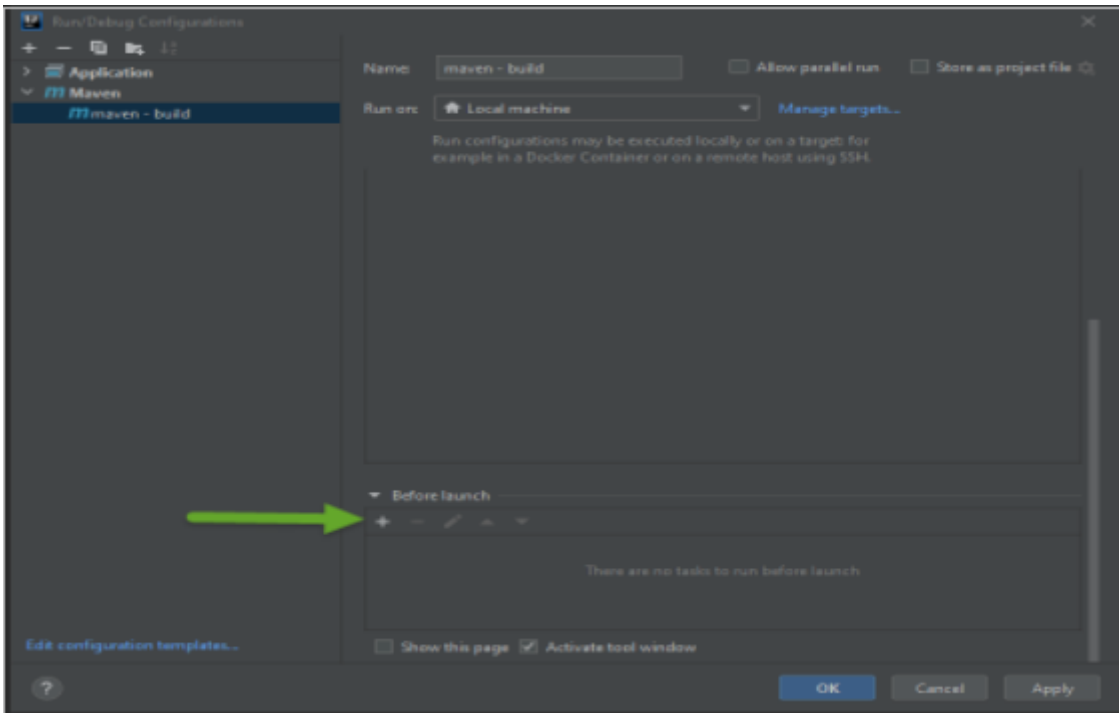 Run/Debug Configurations
Application
Maven
maven - build
Name: maven - build Allow parallel run Store as project file
Run on: Local machine Manage targets...
Run configurations may be executed locally or on a target: for
example in a Docker Container or on a remote host using SSH.
Before launch
There are no tasks to run before launch
Show this page Activate tool window
Edit configuration templates...
? OK Cancel Apply